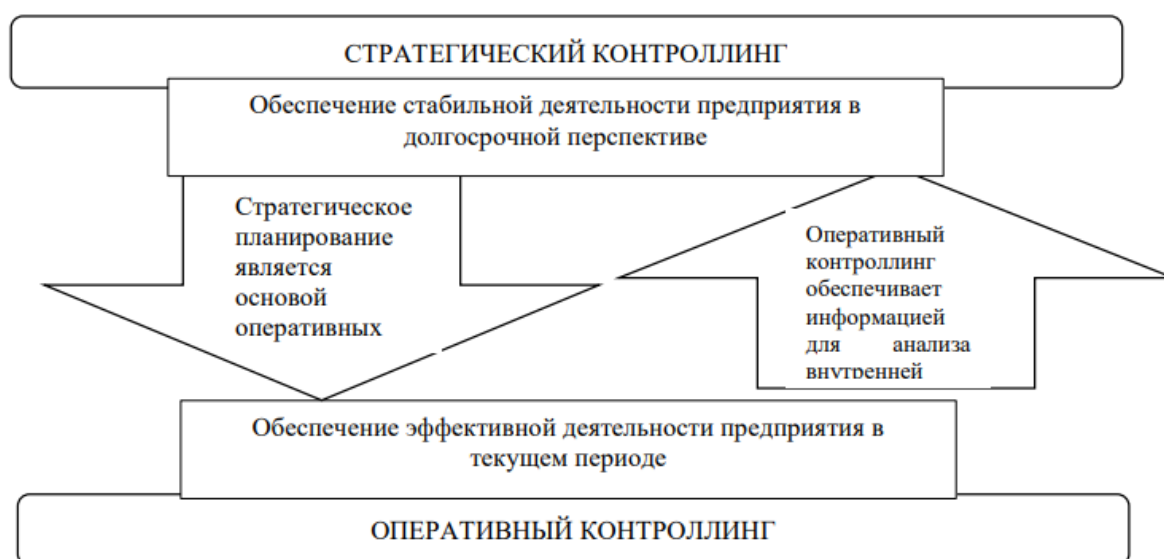 СТРАТЕГИЧЕСКИЙ КОНТРОЛЛИНГ
Обеспечение стабильной деятельности предприятия в
долгосрочной перспективе
Стратегическое
планирование
является
основой
оперативных
Оперативный
контроллинг
обеспечивает
информацией
для анализа
внутренней
Обеспечение эффективной деятельности предприятия в
текущем периоде
ОПЕРАТИВНЫЙ КОНТРОЛЛИНГ